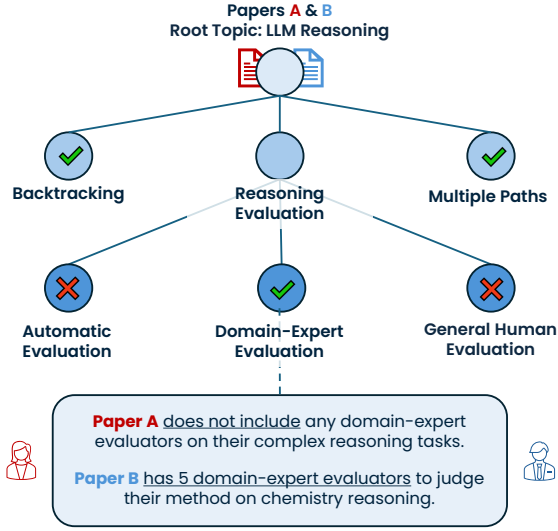 Papers A & B
Root Topic: LLM Reasoning
Backtracking
Reasoning
Evaluation
Multiple Paths
Automatic
Evaluation
Domain-Expert
Evaluation
General Human
Evaluation
Paper A does not include any domain-expert
evaluators on their complex reasoning tasks.
Paper B has 5 domain-expert evaluators to judge
their method on chemistry reasoning.